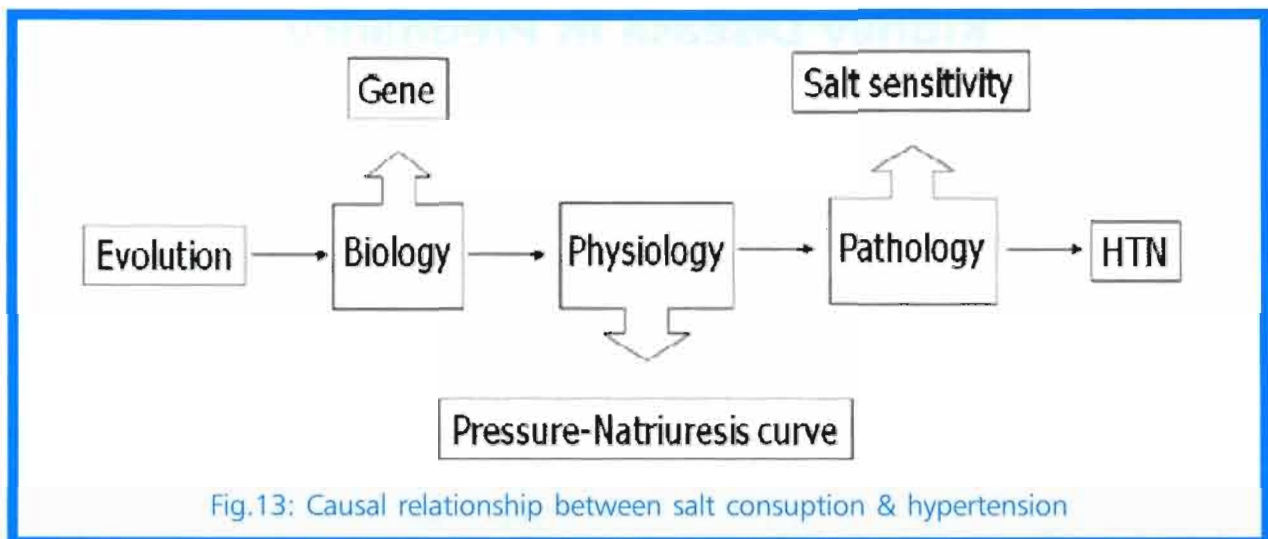 Gene
Salt sensitivity
Evolution
Biology
Physiology
Pathology
HTN
Pressure-Natriuresis curve
Fig.13: Causal relationship between salt consuption & hypertension